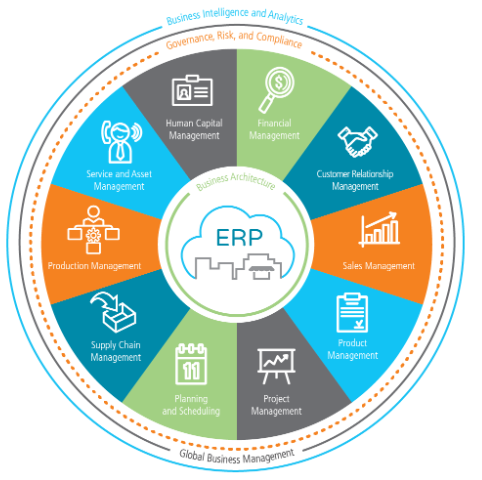 Business Intelligence and Analytics
Governance, Risk, and Compliance
Human Capital
Management
Financial
Management
Service and Asset
Management
Customer Relationship
Management
Business Architecture
ERP
Production Management
Sales Management
Supply Chain
Management
Product
Management
11
Planning
and Scheduling
Project
Management
Global Business Management